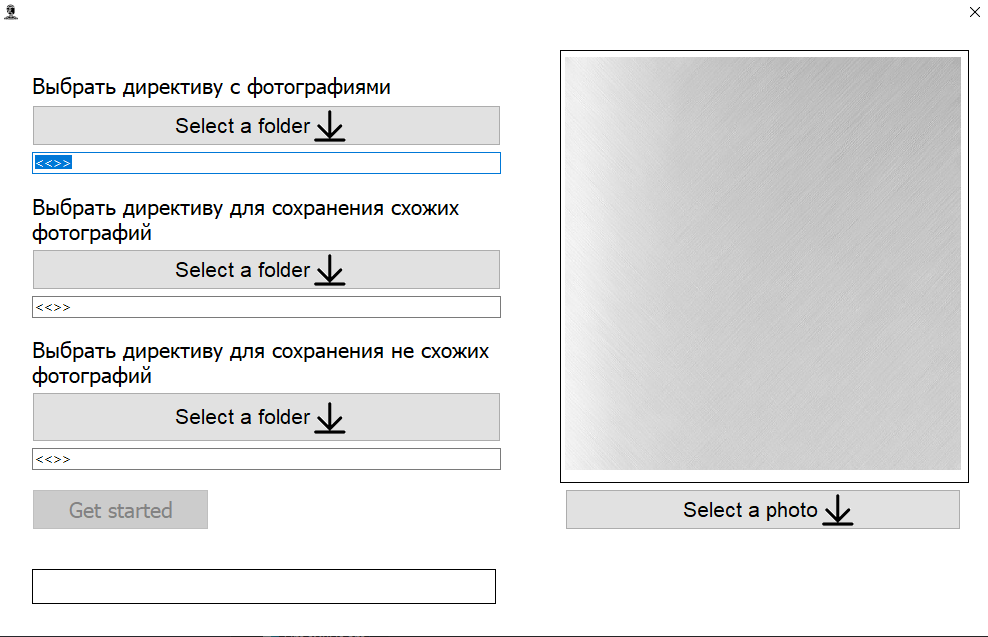 Выбрать директиву с фотографиями
Select a folder
<<>>
Выбрать директиву для сохранения схожих
фотографий
Select a folder
<<>>
Выбрать директиву для сохранения не схожих
фотографий
Select a folder
<<>>
Get started
Select a photo